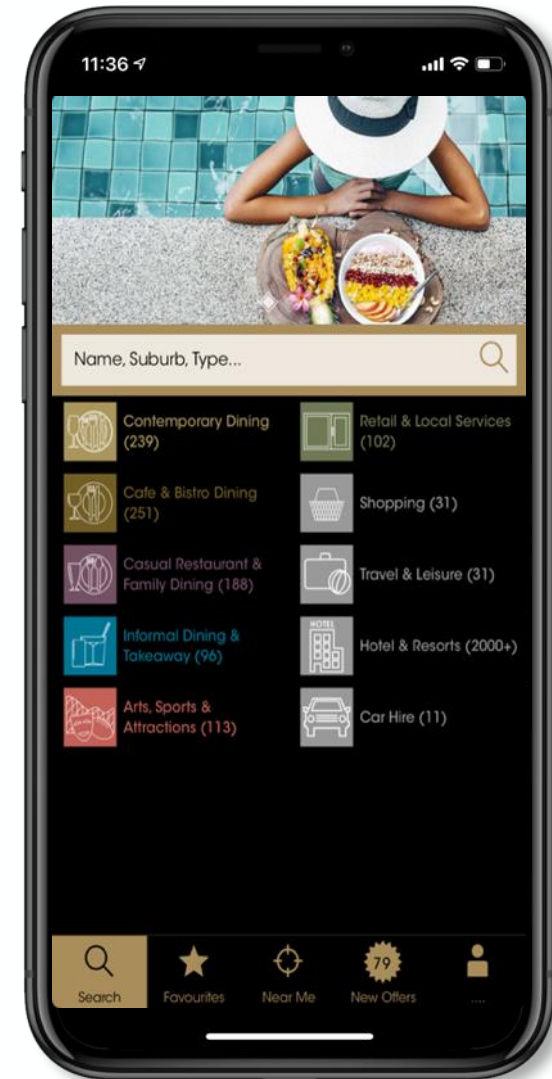 11:36
Name, Suburb, Type...
Contemporary Dining
(239)
Cafe & Bistro Dining
(251)
Casual Restaurant &
Family Dining (188)
Informal Dining &
Takeaway (96)
Arts, Sports &
Attractions (113)
Retail & Local Services
(102)
Shopping (31)
Travel & Leisure (31)
HOTEL
Hotel & Resorts (2000+)
Car Hire (11)
Search
Favourites
Near Me
79
New Offers
....